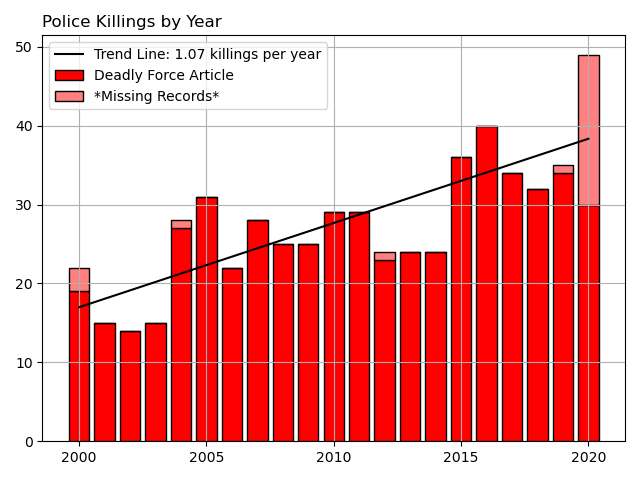 Police Killings by Year
Trend Line: 1.07 killings per year
Deadly Force Article
*Missing Records*
50
40
30
20
10
0
2000 2005 2010 2015 2020